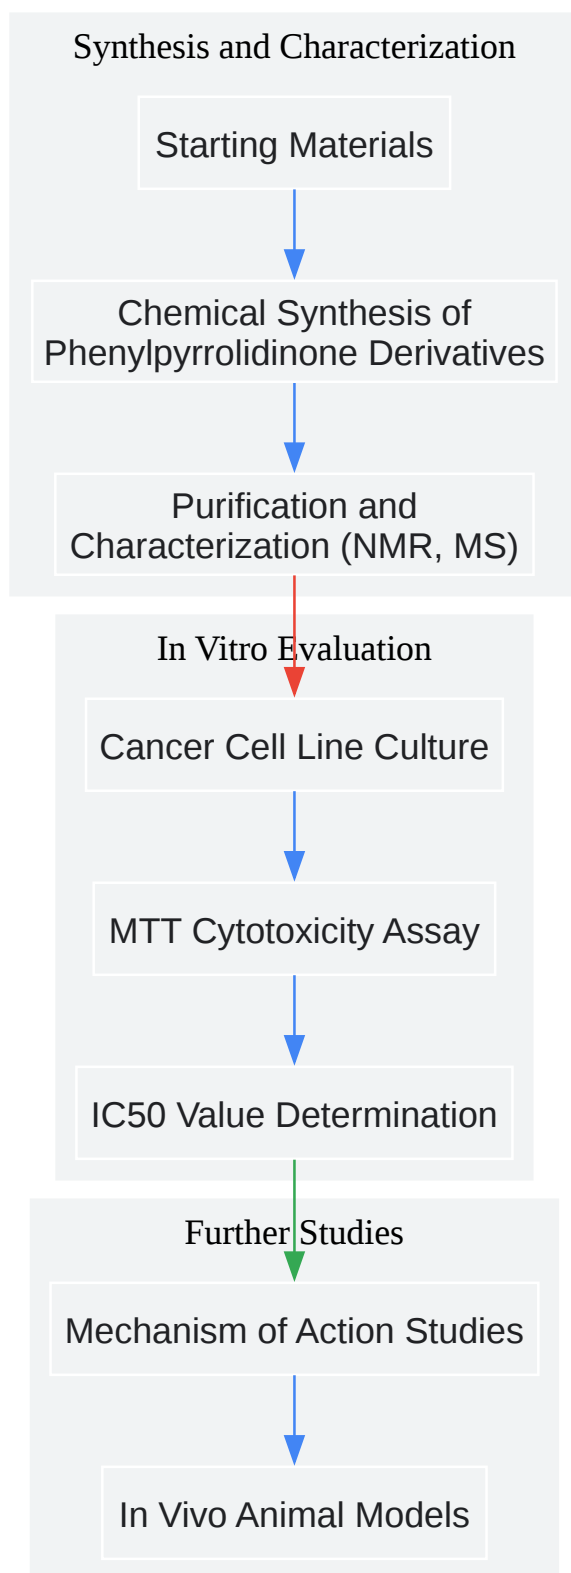 Synthesis and Characterization
Starting Materials
Chemical Synthesis of
Phenylpyrrolidinone Derivatives
Purification and
Characterization (NMR, MS)
In Vitro Evaluation
Cancer Cell Line Culture
MTT Cytotoxicity Assay
IC50 Value Determination
Further Studies
Mechanism of Action Studies
In Vivo Animal Models